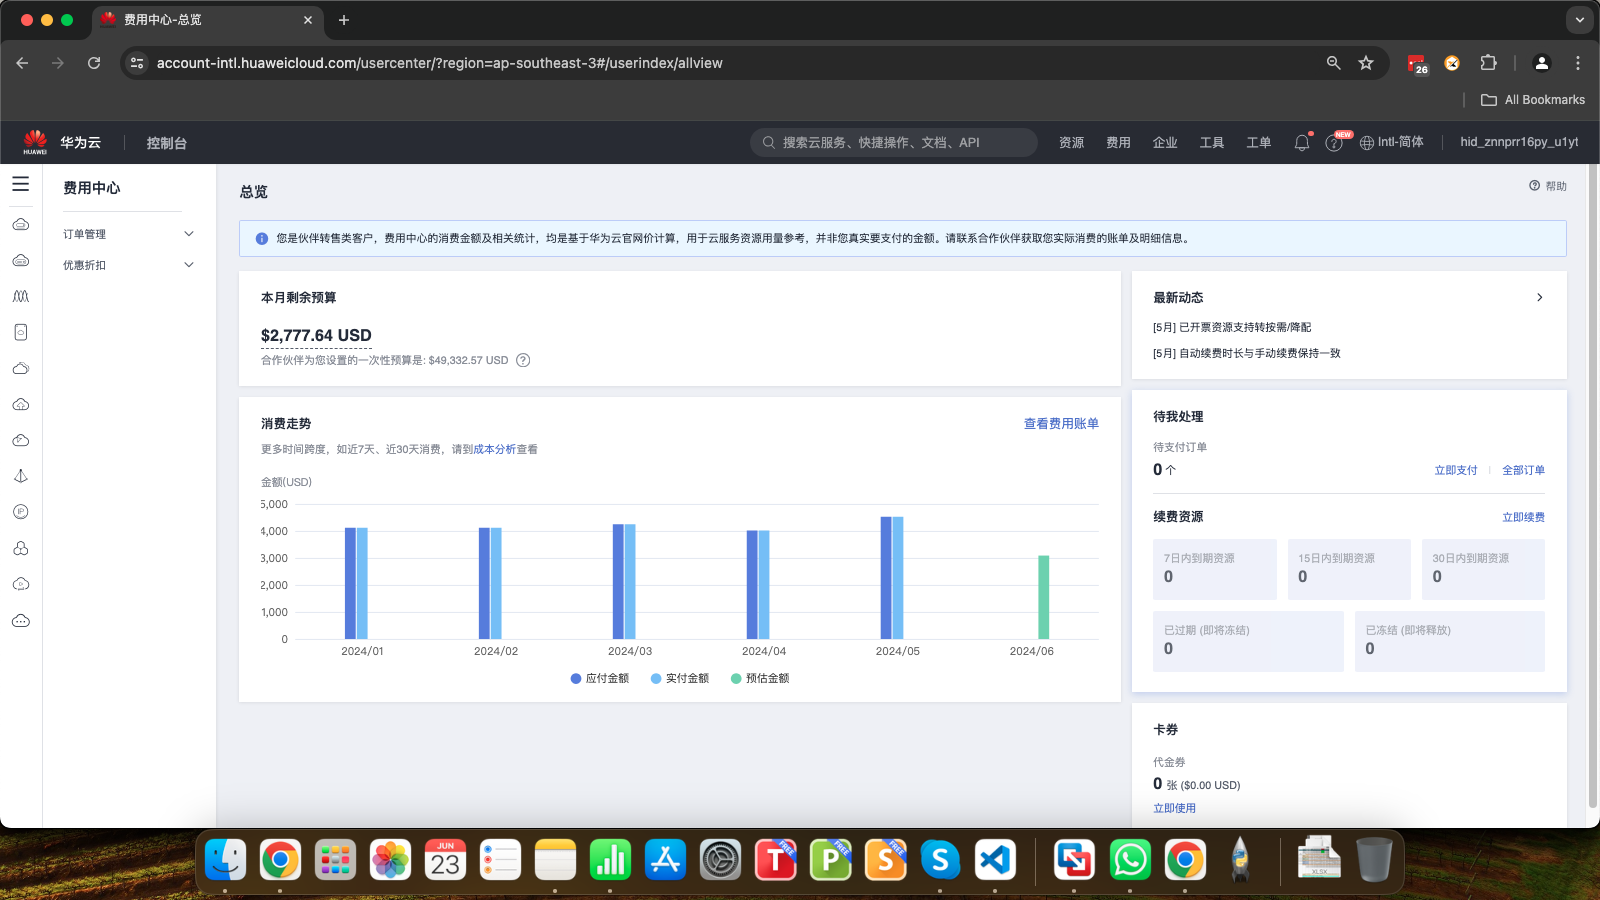 费用中心-总览
account-intl.huaweicloud.com/usercenter/?region=ap-southeast-3#/userindex/allview
26
All Bookmarks
HUAWEI
华为云
控制台
搜索云服务、快捷操作、文档、API
资源
费用
企业
工具
工单
NEW
Intl-简体
hid_znnprr16py_u1yt
费用中心
订单管理
优惠折扣
总览
帮助
您是伙伴转售类客户，费用中心的消费金额及相关统计，均是基于华为云官网价计算，用于云服务资源用量参考，并非您真实要支付的金额。请联系合作伙伴获取您实际消费的账单及明细信息。
本月剩余预算
$2,777.64 USD
合作伙伴为您设置的一次性预算是: $49,332.57 USD
消费走势
查看费用账单
更多时间跨度，如近7天、近30天消费，请到成本分析查看
金额(USD)
5,000
4,000
3,000
2,000
1,000
0
2024/01
2024/02
2024/03
2024/04
2024/05
2024/06
应付金额
实付金额
预估金额
最新动态
[5月] 已开票资源支持转按需/降配
[5月] 自动续费时长与手动续费保持一致
待我处理
待支付订单
0 个
立即支付
全部订单
续费资源
立即续费
7日内到期资源
0
15日内到期资源
0
30日内到期资源
0
已过期 (即将冻结)
0
已冻结 (即将释放)
0
卡券
代金券
0 张 ($0.00 USD)
立即使用
IP
JUN
23
T
FREE
P
FREE
S
FREE
S
XLSX